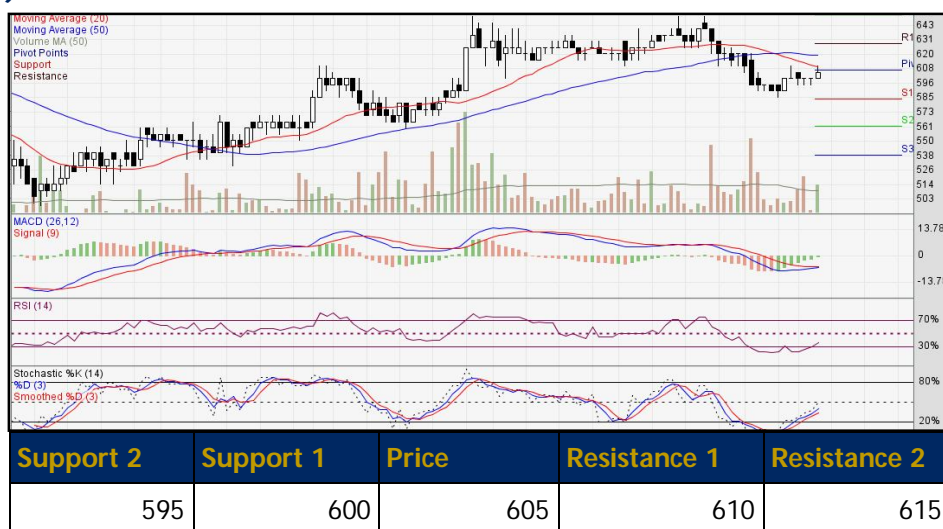 Moving Average (20)
Moving Average (50)
Volume MA (50)
Pivot Points
Support
Resistance
643
R1
631
620
Piv
608
596
S1
585
573
S2
561
550
S3
538
526
514
503
MACD (26,12)
Signal (9)
13.78
0
-13.78
RSI (14)
70%
30%
Stochastic %K (14)
%D (3)
Smoothed %D (3)
80%
20%
Support 2 Support 1 Price Resistance 1 Resistance 2
595 600 605 610 615